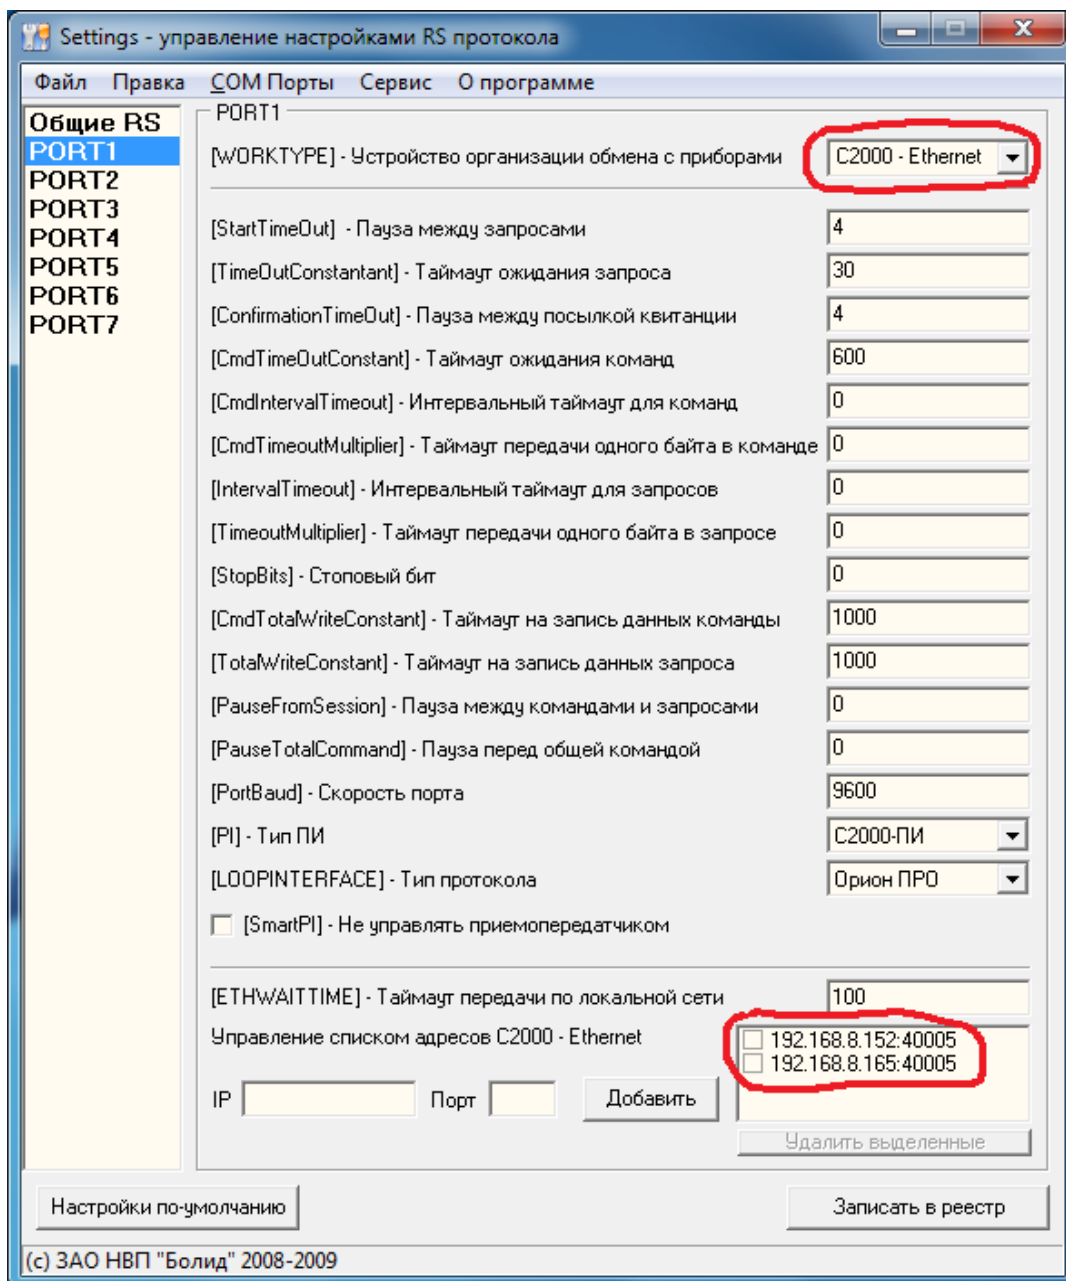 Settings - управление настройками RS протокола
Файл Правка COM Порты Сервис О программе
Общие RS
PORT1
PORT2
PORT3
PORT4
PORT5
PORT6
PORT7
PORT1
[WORKTYPE] - Устройство организации обмена с приборами C2000 - Ethernet
[StartTimeOut] - Пауза между запросами 4
[TimeOutConstantant] - Таймаут ожидания запроса 30
[ConfirmationTimeOut] - Пауза между посылкой квитанции 4
[CmdTimeOutConstant] - Таймаут ожидания команд 600
[CmdIntervalTimeout] - Интервальный таймаут для команд 0
[CmdTimeoutMultiplier] - Таймаут передачи одного байта в команде 0
[IntervalTimeout] - Интервальный таймаут для запросов 0
[TimeoutMultiplier] - Таймаут передачи одного байта в запросе 0
[StopBits] - Стоповый бит 0
[CmdTotalWriteConstant] - Таймаут на запись данных команды 1000
[TotalWriteConstant] - Таймаут на запись данных запроса 1000
[PauseFromSession] - Пауза между командами и запросами 0
[PauseTotalCommand] - Пауза перед общей командой 0
[PortBaud] - Скорость порта 9600
[PI] - Тип ПИ С2000-ПИ
[LOOPINTERFACE] - Тип протокола Орион ПРО
[SmartPI] - Не управлять приемопередатчиком
[ETHWAITTIME] - Таймаут передачи по локальной сети 100
Управление списком адресов C2000 - Ethernet
192.168.8.152:40005
192.168.8.165:40005
IP Порт Добавить
Удалить выделенные
Настройки по-умолчанию Записать в реестр
(c) ЗАО НВП "Болид" 2008-2009